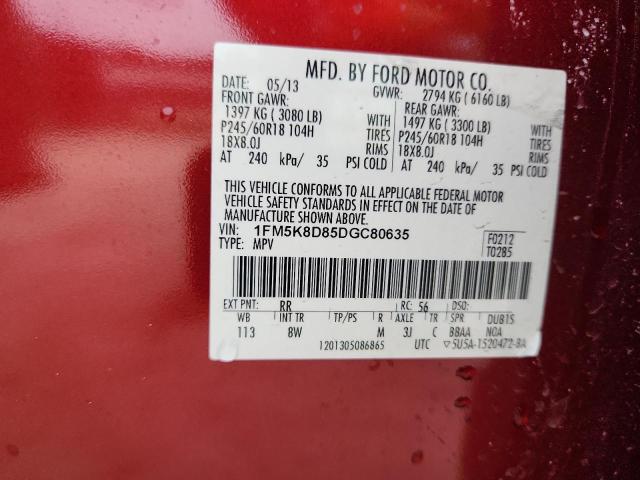 MFD. BY FORD MOTOR CO.
DATE: 05/13 GVWR: 2794 KG ( 6160 LB)
FRONT GAWR: REAR GAWR:
1397 KG ( 3080 LB) WITH 1497 KG ( 3300 LB) WITH
P245/60R18 104H TIRES P245/60R18 104H TIRES
18X8.0J RIMS 18X8.0J RIMS
AT 240 kPa/ 35 PSI COLD AT 240 kPa/ 35 PSI COLD
THIS VEHICLE CONFORMS TO ALL APPLICABLE FEDERAL MOTOR
VEHICLE SAFETY STANDARDS IN EFFECT ON THE DATE OF
MANUFACTURE SHOWN ABOVE.
VIN: 1FM5K8D85DGC80635 F0212
TYPE: MPV T0285
EXT PNT: RR RC: 56 DSO:
WB INT TR TP/PS R AXLE TR SPR DUB1S
113 8W M 3J C BBAA NOA
1201305086865 UTC ▽5U5A-1520472-BA